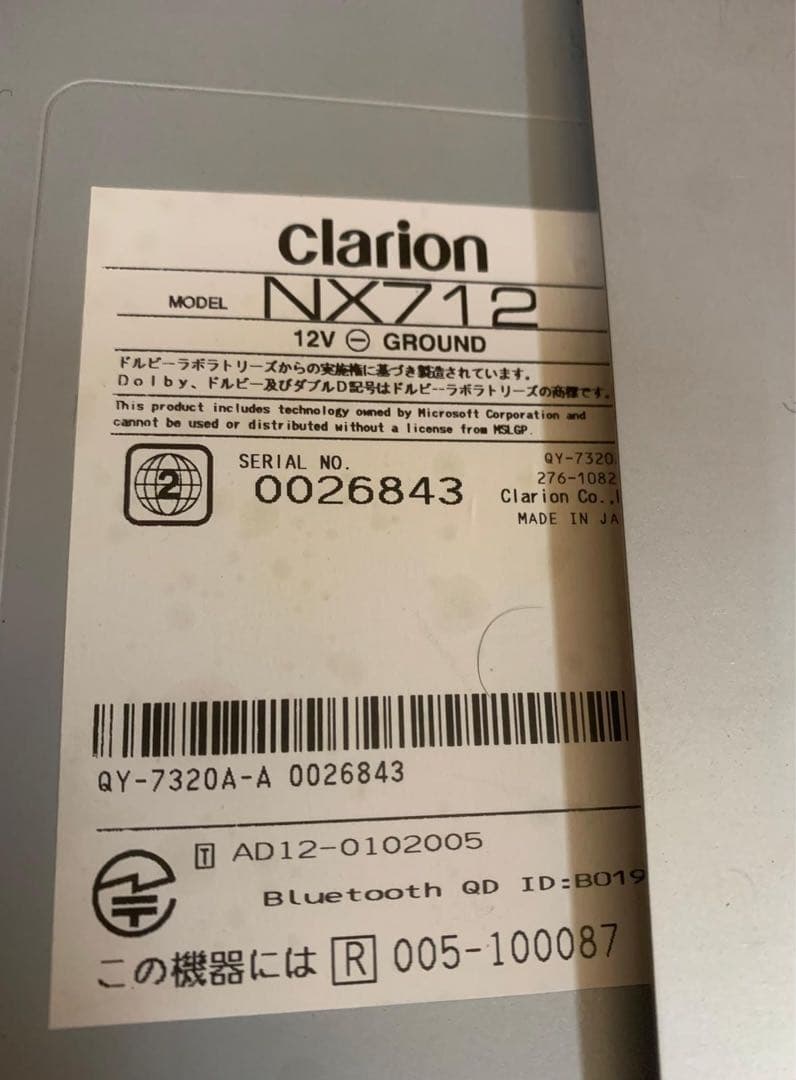 clarion
MODEL NX712
12V ⊖ GROUND
ドルビーラボラトリーズからの実施権に基づき製造されています。
Dolby、ドルビー及びダブルD記号はドルビーラボラトリーズの商標です。
This product includes technology owned by Microsoft Corporation and
cannot be used or distributed without a license from MSLGP.
2
SERIAL NO.
0026843
QY-7320
276-1082
Clarion Co.,
MADE IN JA
QY-7320A-A 0026843
T AD12-0102005
Bluetooth QD ID:B019
この機器には R 005-100087